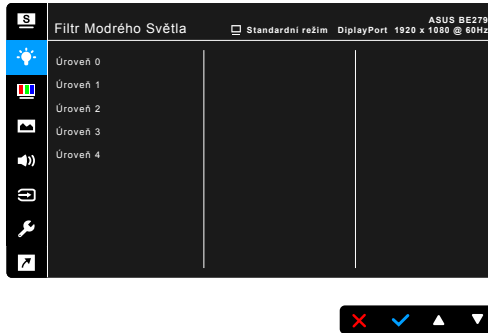 S
ASUS BE279
Filtr Modrého Světla
Standardní režim DiplayPort 1920 x 1080 @ 60Hz
Úroveň 0
Úroveň 1
Úroveň 2
Úroveň 3
Úroveň 4